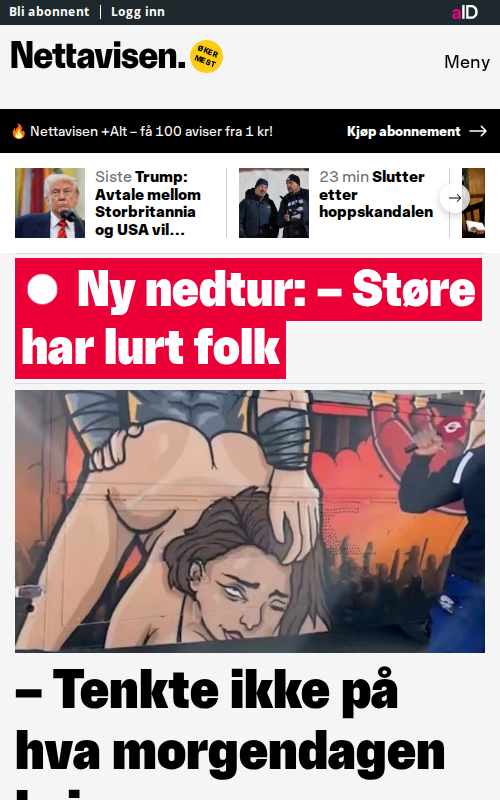 Bli abonnent
Logg inn
aID
Nettavisen.
ØKER
MEST
Meny
🔥 Nettavisen +Alt – få 100 aviser fra 1 kr!
Kjøp abonnement
Siste Trump:
Avtale mellom
Storbritannia
og USA vil...
23 min Slutter
etter
hoppskandalen
Ny nedtur: – Støre
har lurt folk
– Tenkte ikke på
hva morgendagen